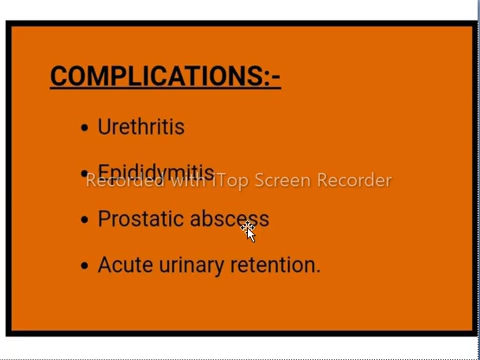 COMPLICATIONS:-
• Urethritis
• Epididymitis
Recorded with iTop Screen Recorder
• Prostatic abscess
• Acute urinary retention.